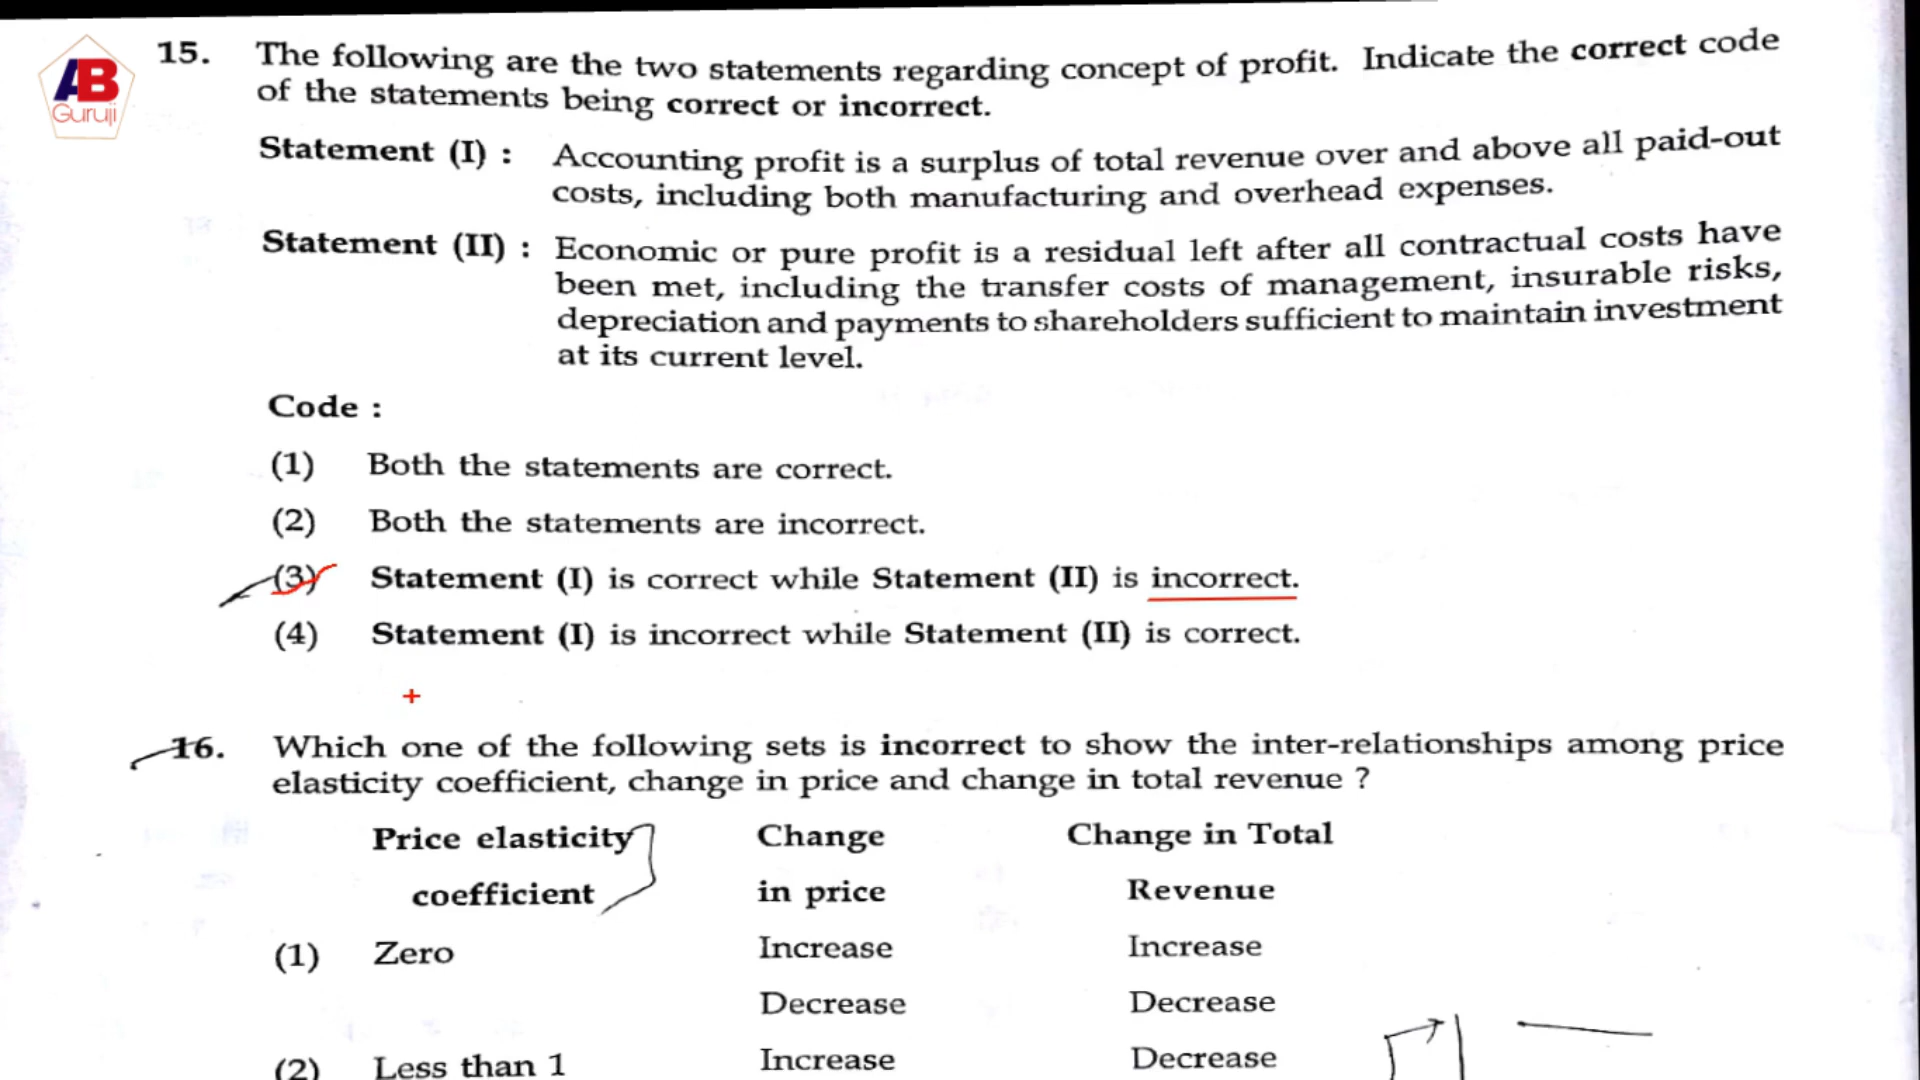 AB
Guruji
15. The following are the two statements regarding concept of profit. Indicate the correct code
of the statements being correct or incorrect.
Statement (I) : Accounting profit is a surplus of total revenue over and above all paid-out
costs, including both manufacturing and overhead expenses.
Statement (II) : Economic or pure profit is a residual left after all contractual costs have
been met, including the transfer costs of management, insurable risks,
depreciation and payments to shareholders sufficient to maintain investment
at its current level.
Code :
(1) Both the statements are correct.
(2) Both the statements are incorrect.
(3) Statement (I) is correct while Statement (II) is incorrect.
(4) Statement (I) is incorrect while Statement (II) is correct.
16. Which one of the following sets is incorrect to show the inter-relationships among price
elasticity coefficient, change in price and change in total revenue ?
Price elasticity Change Change in Total
coefficient in price Revenue
(1) Zero Increase Increase
Decrease Decrease
(2) Less than 1 Increase Decrease